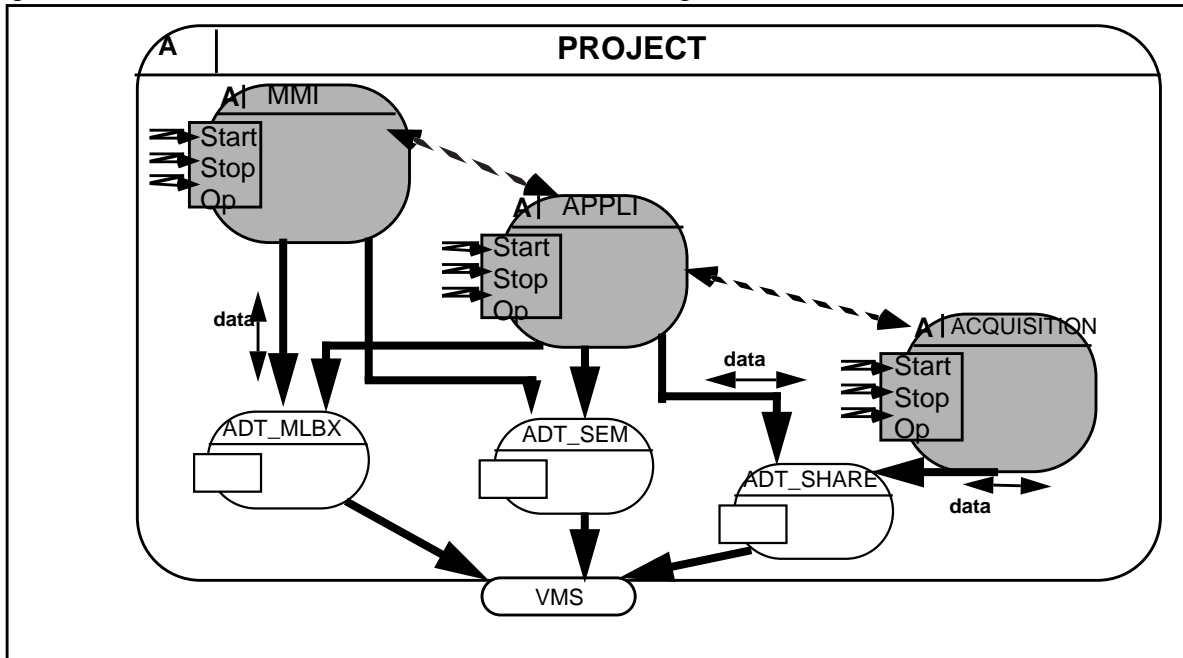 A PROJECT
A MMI
Start
Stop
Op
A APPLI
Start
Stop
Op
data
A ACQUISITION
data
Start
Stop
Op
ADT_MLBX
ADT_SEM
ADT_SHARE
data
VMS